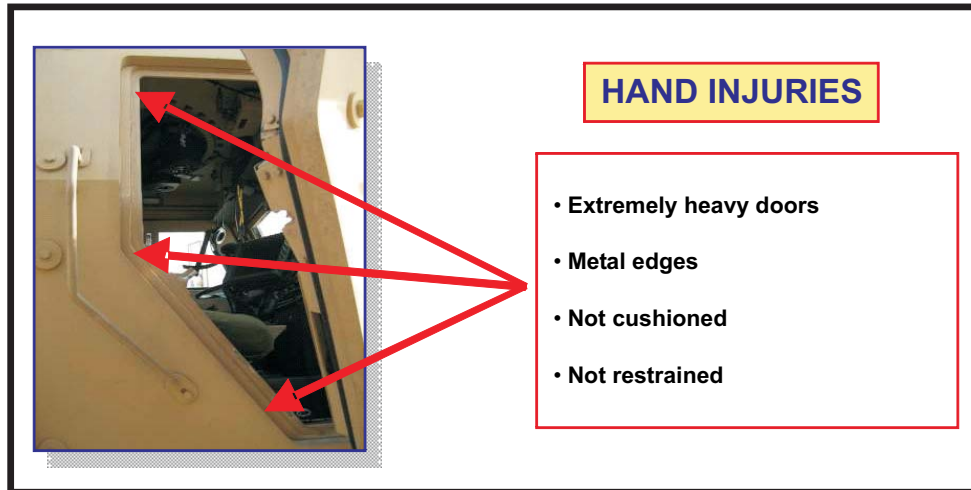 HAND INJURIES
• Extremely heavy doors
• Metal edges
• Not cushioned
• Not restrained